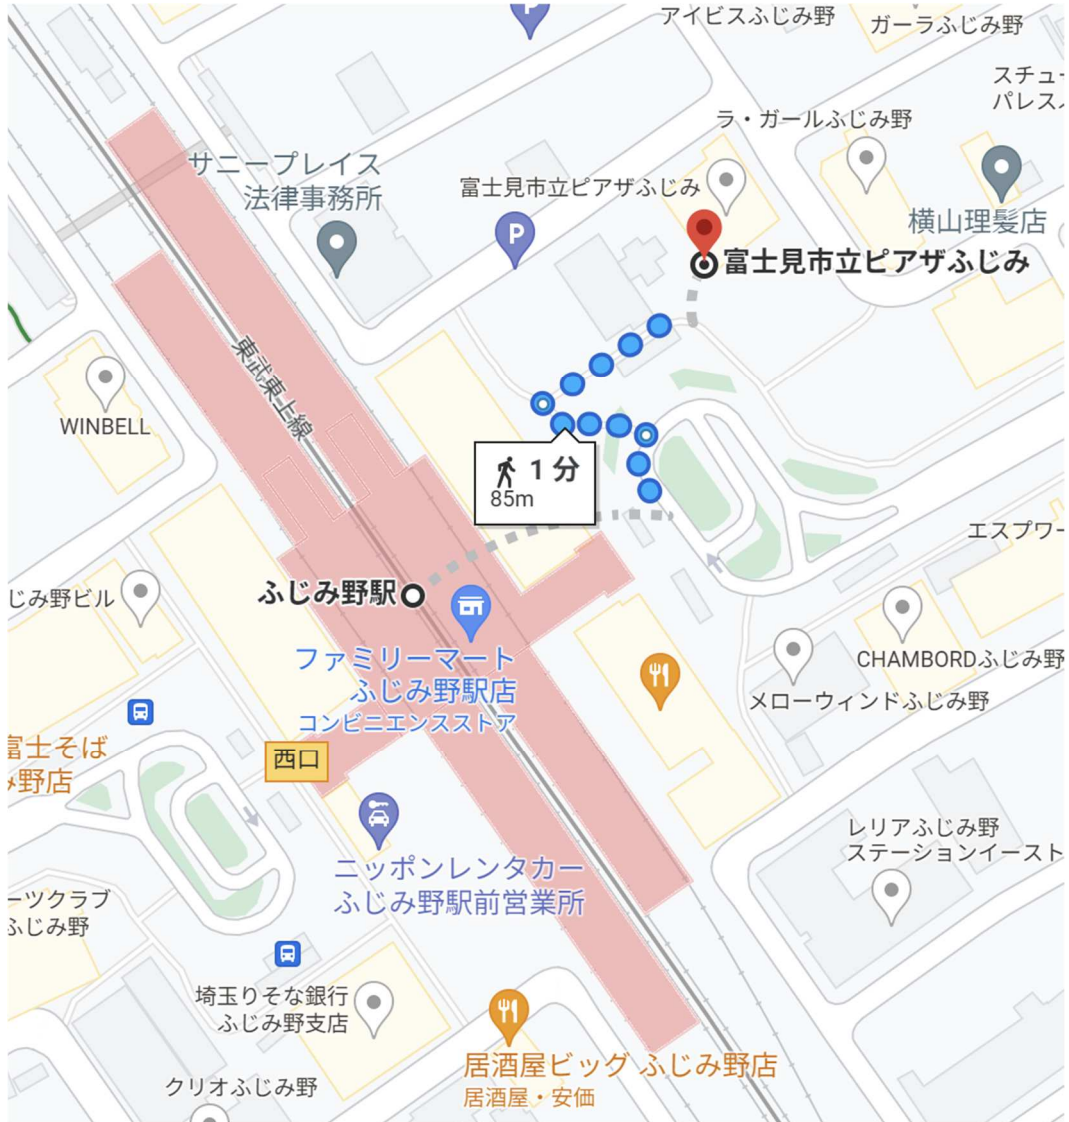 アイビスふじみ野
ガーラふじみ野
スチュー
パレス
ラ・ガールふじみ野
サニープレイス
法律事務所
富士見市立ピアザふじみ
P
横山理髪店
富士見市立ピアザふじみ
東武東上線
WINBELL
1 分
85m
エスプワー
ふじみ野駅
じみ野ビル
ファミリーマート
ふじみ野駅店
コンビニエンスストア
CHAMBORDふじみ野
メローウィンドふじみ野
富士そば
み野店
西口
レリアふじみ野
ステーションイースト
ニッポンレンタカー
ふじみ野駅前営業所
ーツクラブ
ふじみ野
埼玉りそな銀行
ふじみ野支店
居酒屋ビッグ ふじみ野店
居酒屋・安価
クリオふじみ野